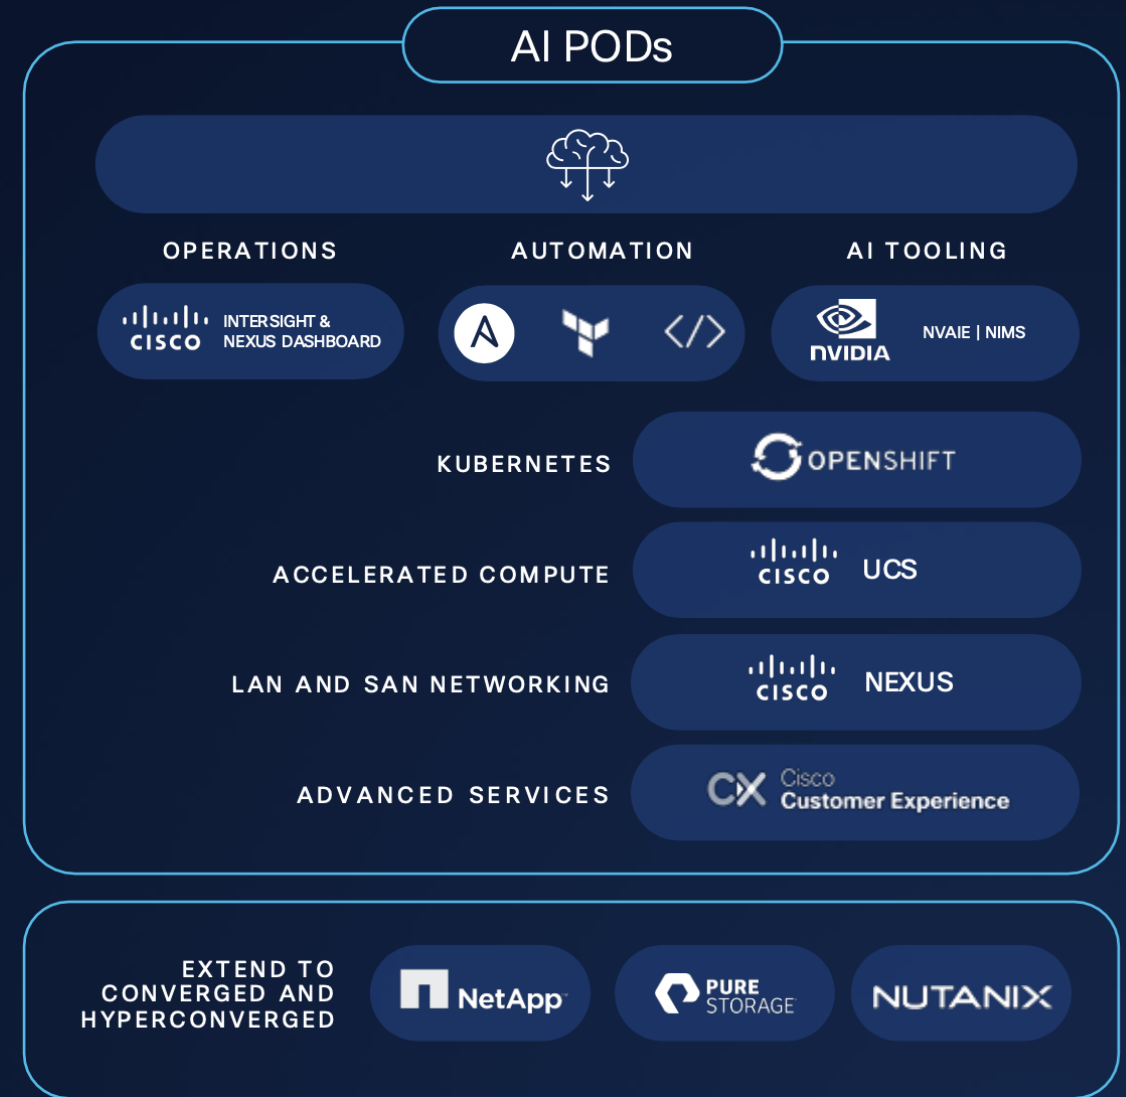 AI PODs
OPERATIONS
AUTOMATION
AI TOOLING
CISCO
INTERSIGHT &
NEXUS DASHBOARD
A
</>
NVIDIA
NVAIE | NIMS
KUBERNETES
OPENSHIFT
ACCELERATED COMPUTE
CISCO
UCS
LAN AND SAN NETWORKING
CISCO
NEXUS
ADVANCED SERVICES
CX
Cisco
Customer Experience
EXTEND TO
CONVERGED AND
HYPERCONVERGED
NetApp
PURE
STORAGE
NUTANIX